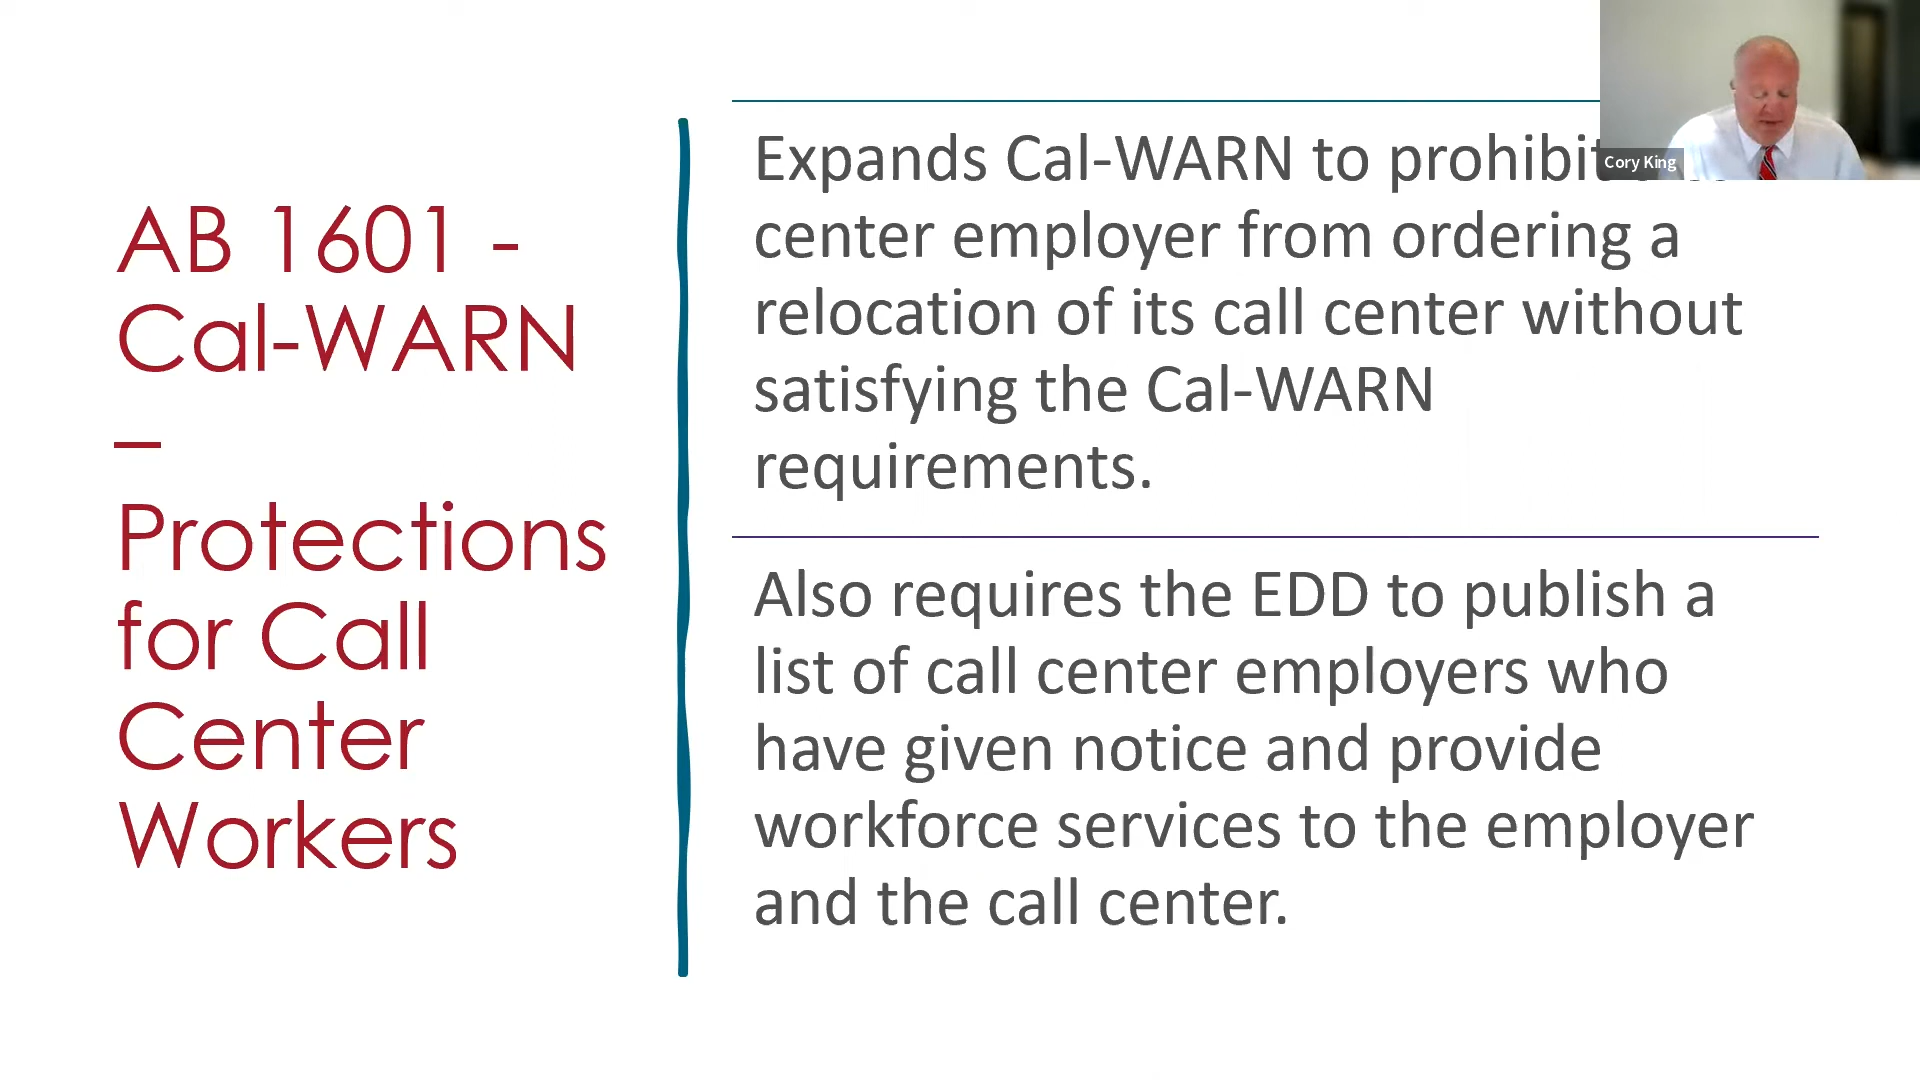 AB 1601 -
Cal-WARN
–
Protections
for Call
Center
Workers
Expands Cal-WARN to prohibit
center employer from ordering a
relocation of its call center without
satisfying the Cal-WARN
requirements.
Also requires the EDD to publish a
list of call center employers who
have given notice and provide
workforce services to the employer
and the call center.
Cory King